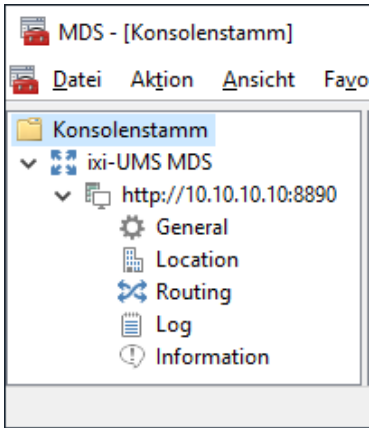 MDS - [Konsolenstamm]
Datei Aktion Ansicht Favo
Konsolenstamm
ixi-UMS MDS
http://10.10.10.10:8890
General
Location
Routing
Log
Information